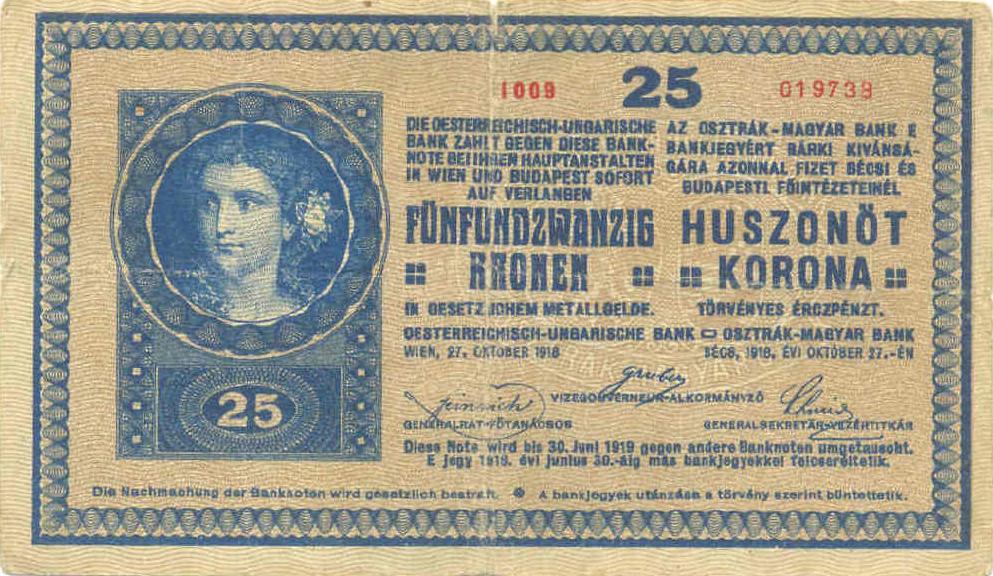 1009 25 019739
DIE OESTERREICHISCH-UNGARISCHE
BANK ZAHLT GEGEN DIESE BANK-
NOTE BEI IHREN HAUPTANSTALTEN
IN WIEN UND BUDAPEST SOFORT
AUF VERLANGEN
FÜNFUNDZWANZIG
KRONEN
IN GESETZLICHEM METALLGELDE.
AZ OSZTRÁK-MAGYAR BANK E
BANKJEGYÉRT BÁRKI KIVÁNSÁ-
GÁRA AZONNAL FIZET BÉCSI ÉS
BUDAPESTI FŐINTÉZETEINÉL
HUSZONÖT
KORONA
TÖRVÉNYES ÉRCZPÉNZT.
OESTERREICHISCH-UNGARISCHE BANK OSZTRÁK-MAGYAR BANK
WIEN, 27. OKTOBER 1918 BÉCS, 1918. ÉVI OKTÓBER 27.-ÉN
Gruber
VIZEGOUVERNEUR-ALKORMÁNYZÓ
GENERALRAT-FŐTANÁCSOS
GENERALSEKRETÄR-VEZÉRTITKÁR
Diese Note wird bis 30. Juni 1919 gegen andere Banknoten umgetauscht.
E jegy 1919. évi junius 30.-áig más bankjegyekkel fölcseréltetik.
25
Die Nachmachung der Banknoten wird gesetzlich bestraft. A bankjegyek utánzása a törvény szerint büntettetik.